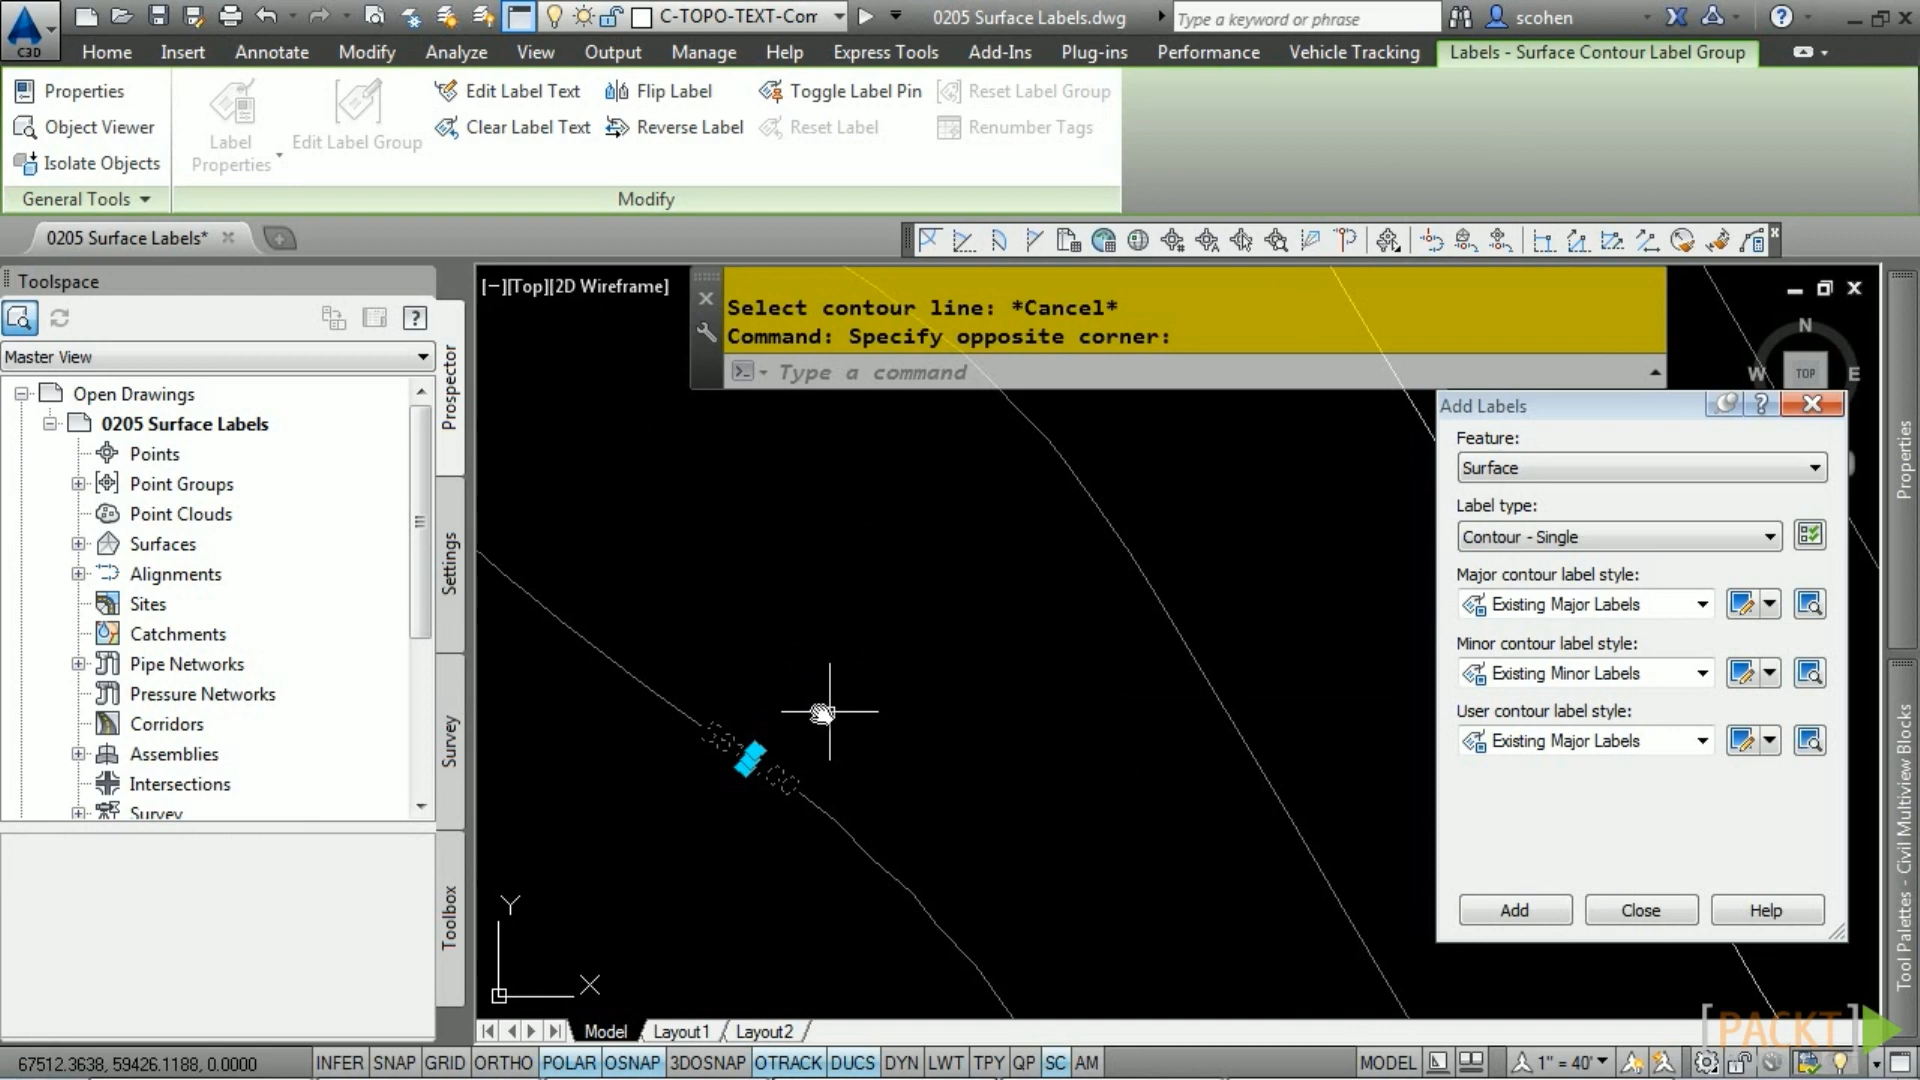 C3D
C-TOPO-TEXT-Con
0205 Surface Labels.dwg
Type a keyword or phrase
scohen
Home Insert Annotate Modify Analyze View Output Manage Help Express Tools Add-Ins Plug-ins Performance Vehicle Tracking Labels - Surface Contour Label Group
Properties
Object Viewer
Isolate Objects
General Tools
Label
Properties
Edit Label Group
Edit Label Text
Clear Label Text
Flip Label
Reverse Label
Toggle Label Pin
Reset Label
Reset Label Group
Renumber Tags
Modify
0205 Surface Labels*
Toolspace
Master View
Open Drawings
0205 Surface Labels
Points
Point Groups
Point Clouds
Surfaces
Alignments
Sites
Catchments
Pipe Networks
Pressure Networks
Corridors
Assemblies
Intersections
Survey
Prospector
Settings
Survey
Toolbox
[−][Top][2D Wireframe]
Select contour line: *Cancel*
Command: Specify opposite corner:
Type a command
N
W
TOP
E
Add Labels
Feature:
Surface
Label type:
Contour - Single
Major contour label style:
Existing Major Labels
Minor contour label style:
Existing Minor Labels
User contour label style:
Existing Major Labels
Add
Close
Help
Properties
Tool Palettes - Civil Multiview Blocks
Y
X
Model Layout1 Layout2
PACKT
67512.3638, 59426.1188, 0.0000
INFER SNAP GRID ORTHO POLAR OSNAP 3DOSNAP OTRACK DUCS DYN LWT TPY QP SC AM
MODEL
1" = 40'